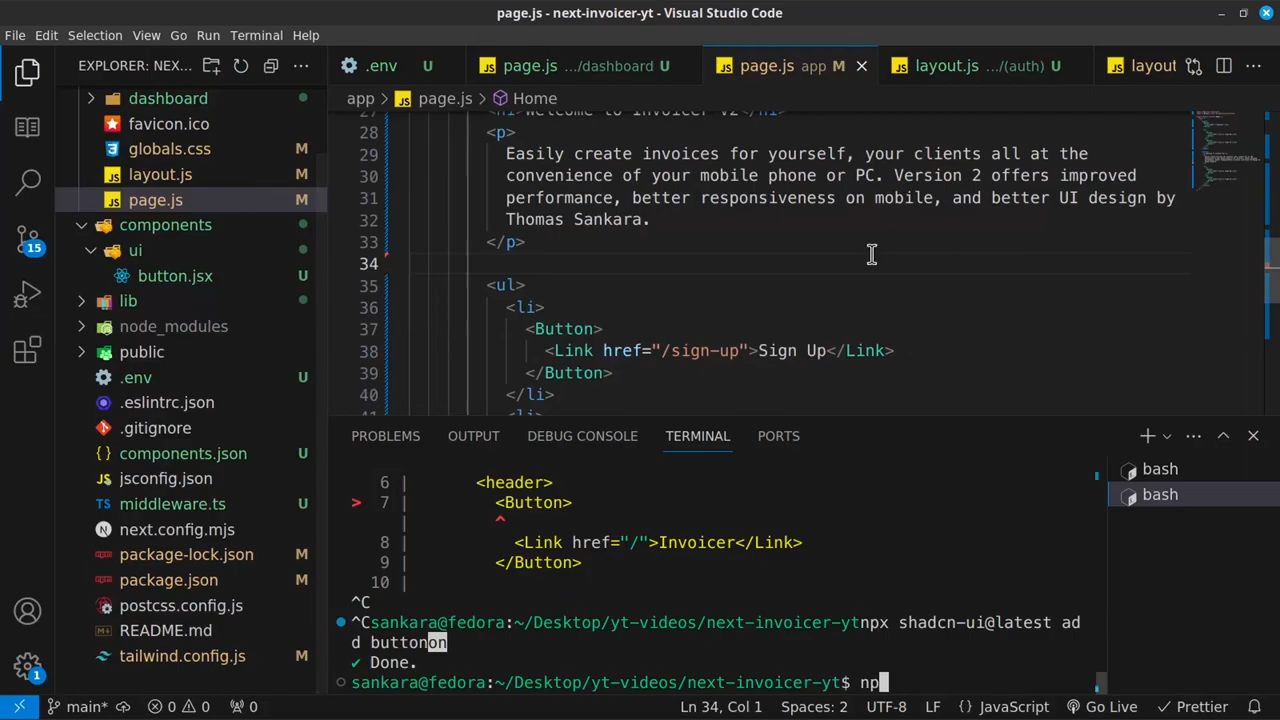 page.js - next-invoicer-yt - Visual Studio Code
File Edit Selection View Go Run Terminal Help
EXPLORER: NEX...
.env U
page.js .../dashboard U
page.js app M
layout.js .../(auth) U
layout
dashboard
favicon.ico
globals.css M
layout.js M
page.js M
components
ui
button.jsx U
lib
node_modules
public
.env U
.eslintrc.json
.gitignore
components.json U
jsconfig.json
middleware.ts U
next.config.mjs
package-lock.json M
package.json M
postcss.config.js
README.md
tailwind.config.js M
15
1
app > page.js > Home
27 <h1>Welcome to Invoicer V2</h1>
28 <p>
29 Easily create invoices for yourself, your clients all at the
30 convenience of your mobile phone or PC. Version 2 offers improved
31 performance, better responsiveness on mobile, and better UI design by
32 Thomas Sankara.
33 </p>
34
35 <ul>
36 <li>
37 <Button>
38 <Link href="/sign-up">Sign Up</Link>
39 </Button>
40 </li>
41 <li>
PROBLEMS OUTPUT DEBUG CONSOLE TERMINAL PORTS
6 | <header>
> 7 | <Button>
| ^
8 | <Link href="/">Invoicer</Link>
9 | </Button>
10 |
^C
^Csankara@fedora:~/Desktop/yt-videos/next-invoicer-ytnpx shadcn-ui@latest ad
d buttonon
✔ Done.
sankara@fedora:~/Desktop/yt-videos/next-invoicer-yt$ np
bash
bash
main* 0 0 0 Ln 34, Col 1 Spaces: 2 UTF-8 LF JavaScript Go Live Prettier